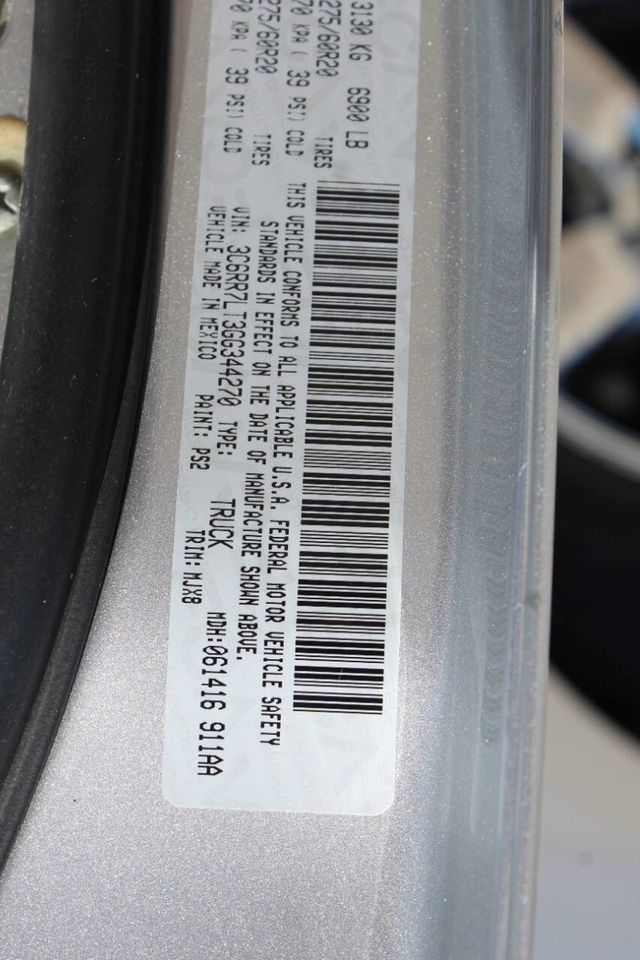 3130 KG 6900 LB
275/60R20
TIRES
70 KPA ( 39 PSI) COLD
275/60R20
TIRES
70 KPA ( 39 PSI) COLD
THIS VEHICLE CONFORMS TO ALL APPLICABLE U.S.A. FEDERAL MOTOR VEHICLE SAFETY
STANDARDS IN EFFECT ON THE DATE OF MANUFACTURE SHOWN ABOVE.
VIN: 3C6RR7LT3GG344270 TYPE: TRUCK MDH:061416 911AA
VEHICLE MADE IN MEXICO PAINT: PS2 TRIM: MJX8